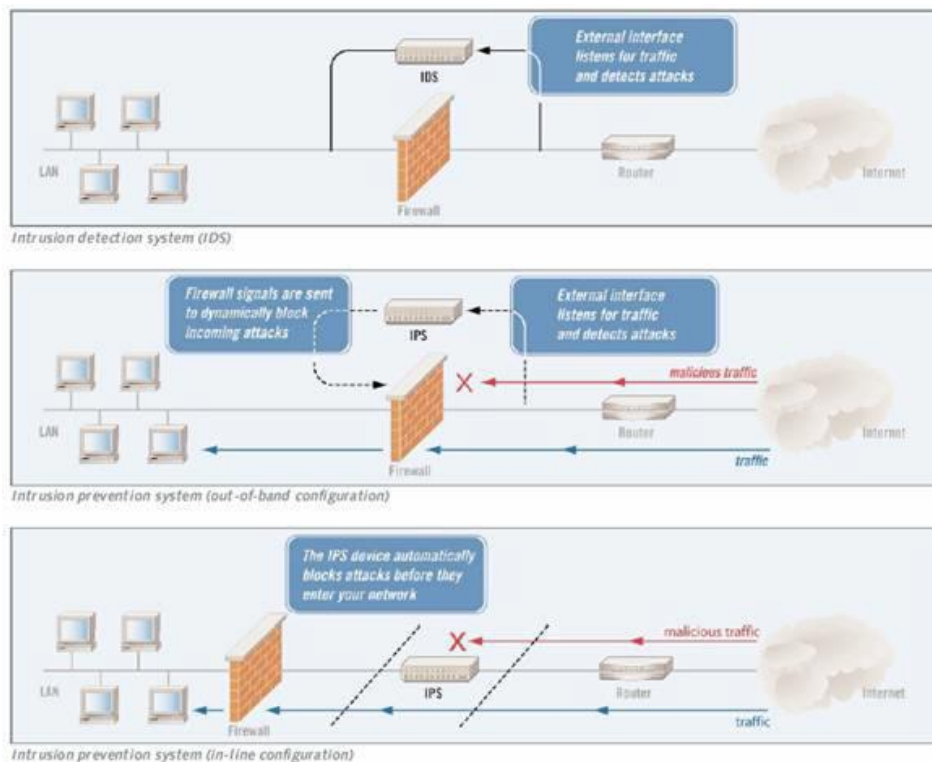 External interface
listens for traffic
and detects attacks
IDS
LAN
Firewall
Router
Internet
Intrusion detection system (IDS)
Firewall signals are sent
to dynamically block
incoming attacks
IPS
External interface
listens for traffic
and detects attacks
malicious traffic
LAN
Router
Internet
Firewall
traffic
Intrusion prevention system (out-of-band configuration)
The IPS device automatically
blocks attacks before they
enter your network
malicious traffic
LAN
IPS
Router
Internet
Firewall
traffic
Intrusion prevention system (in-line configuration)